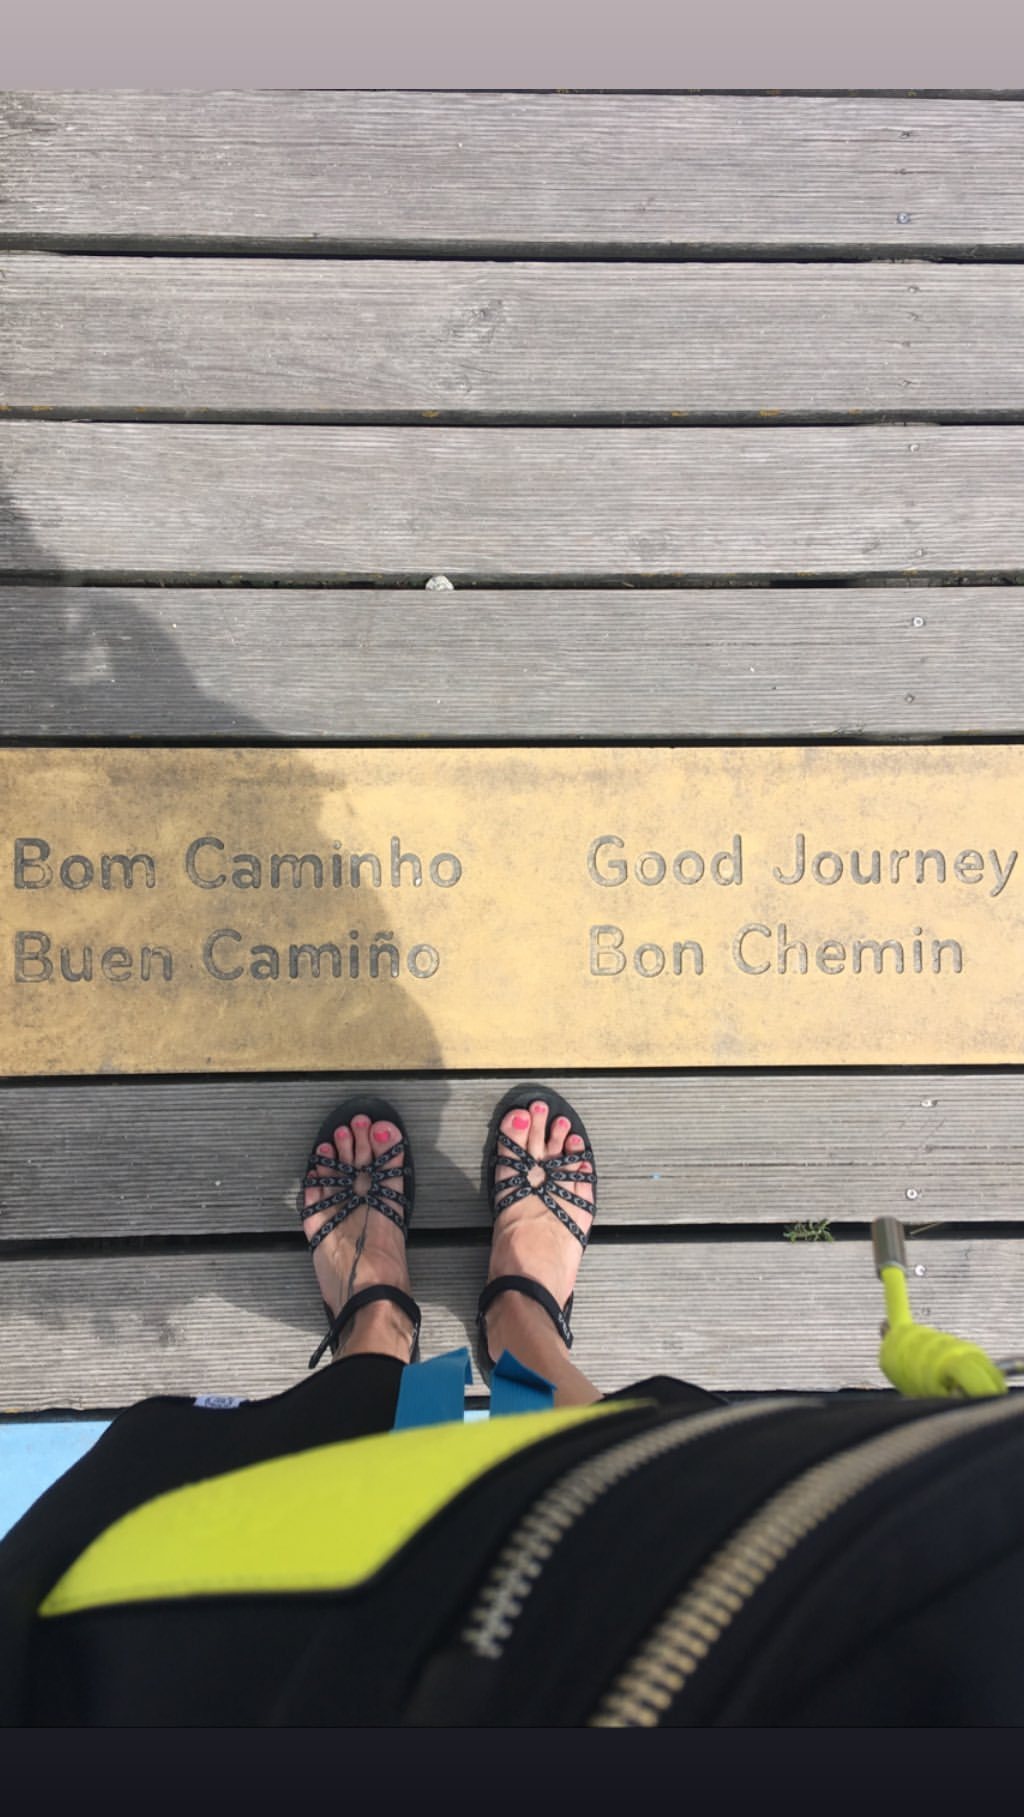 Bom Caminho
Buen Camiño
Good Journey
Bon Chemin